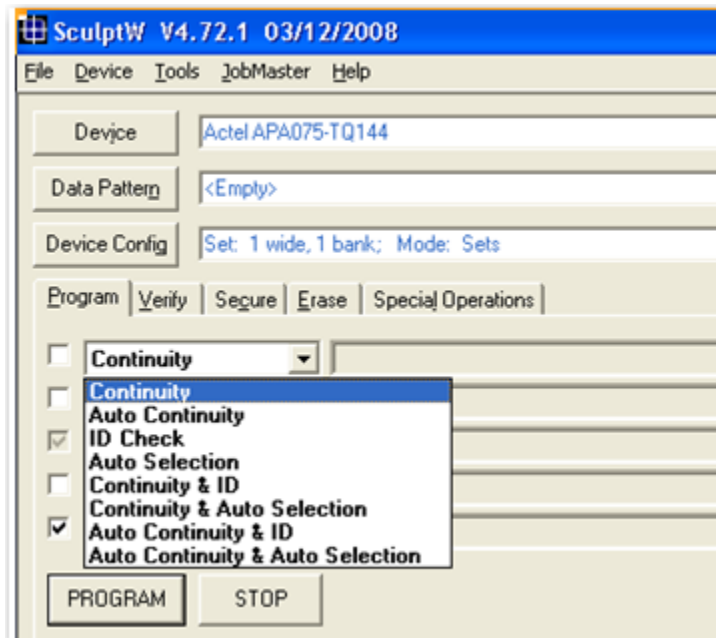 SculptW V4.72.1 03/12/2008
File Device Tools JobMaster Help
Device Actel APA075-TQ144
Data Pattern <Empty>
Device Config Set: 1 wide, 1 bank; Mode: Sets
Program Verify Secure Erase Special Operations
Continuity
Continuity
Auto Continuity
ID Check
Auto Selection
Continuity & ID
Continuity & Auto Selection
Auto Continuity & ID
Auto Continuity & Auto Selection
PROGRAM STOP